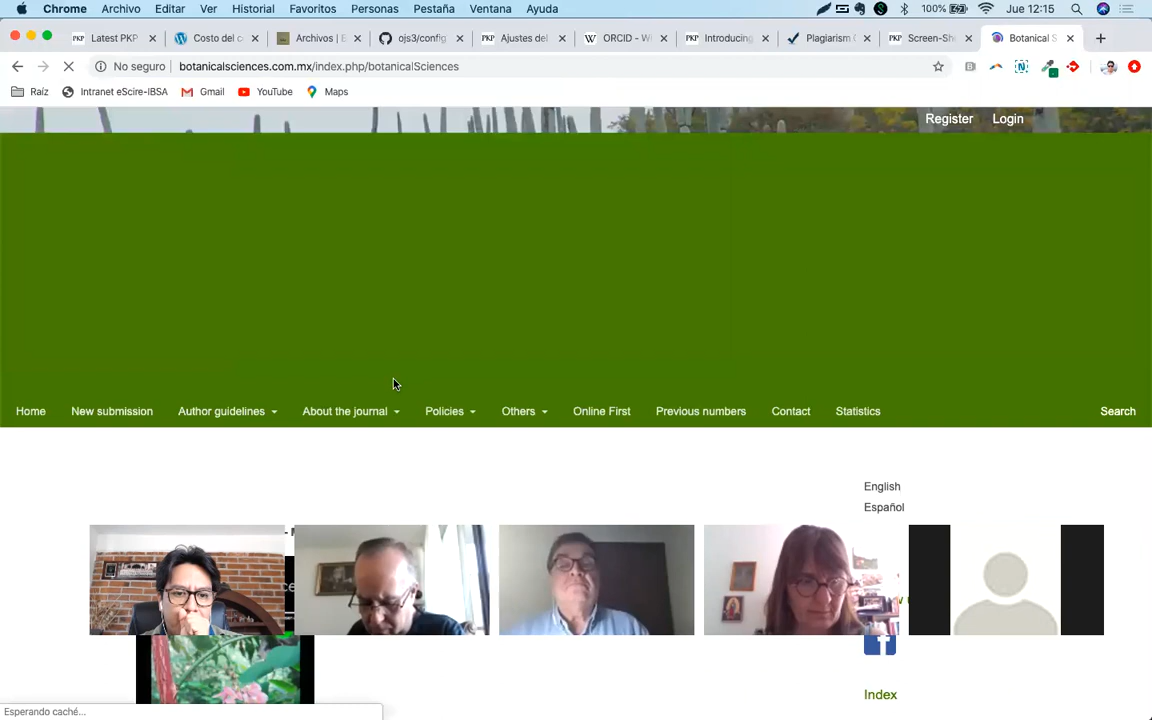 Chrome Archivo Editar Ver Historial Favoritos Personas Pestaña Ventana Ayuda 100% Jue 12:15
Latest PKP Costo del c Archivos | E ojs3/config Ajustes del ORCID - W Introducing Plagiarism C Screen-Sh Botanical S
No seguro botanicalsciences.com.mx/index.php/botanicalSciences
Raíz Intranet eScire-IBSA Gmail YouTube Maps
Register Login
Home New submission Author guidelines About the journal Policies Others Online First Previous numbers Contact Statistics Search
English
Español
Index
Esperando caché...